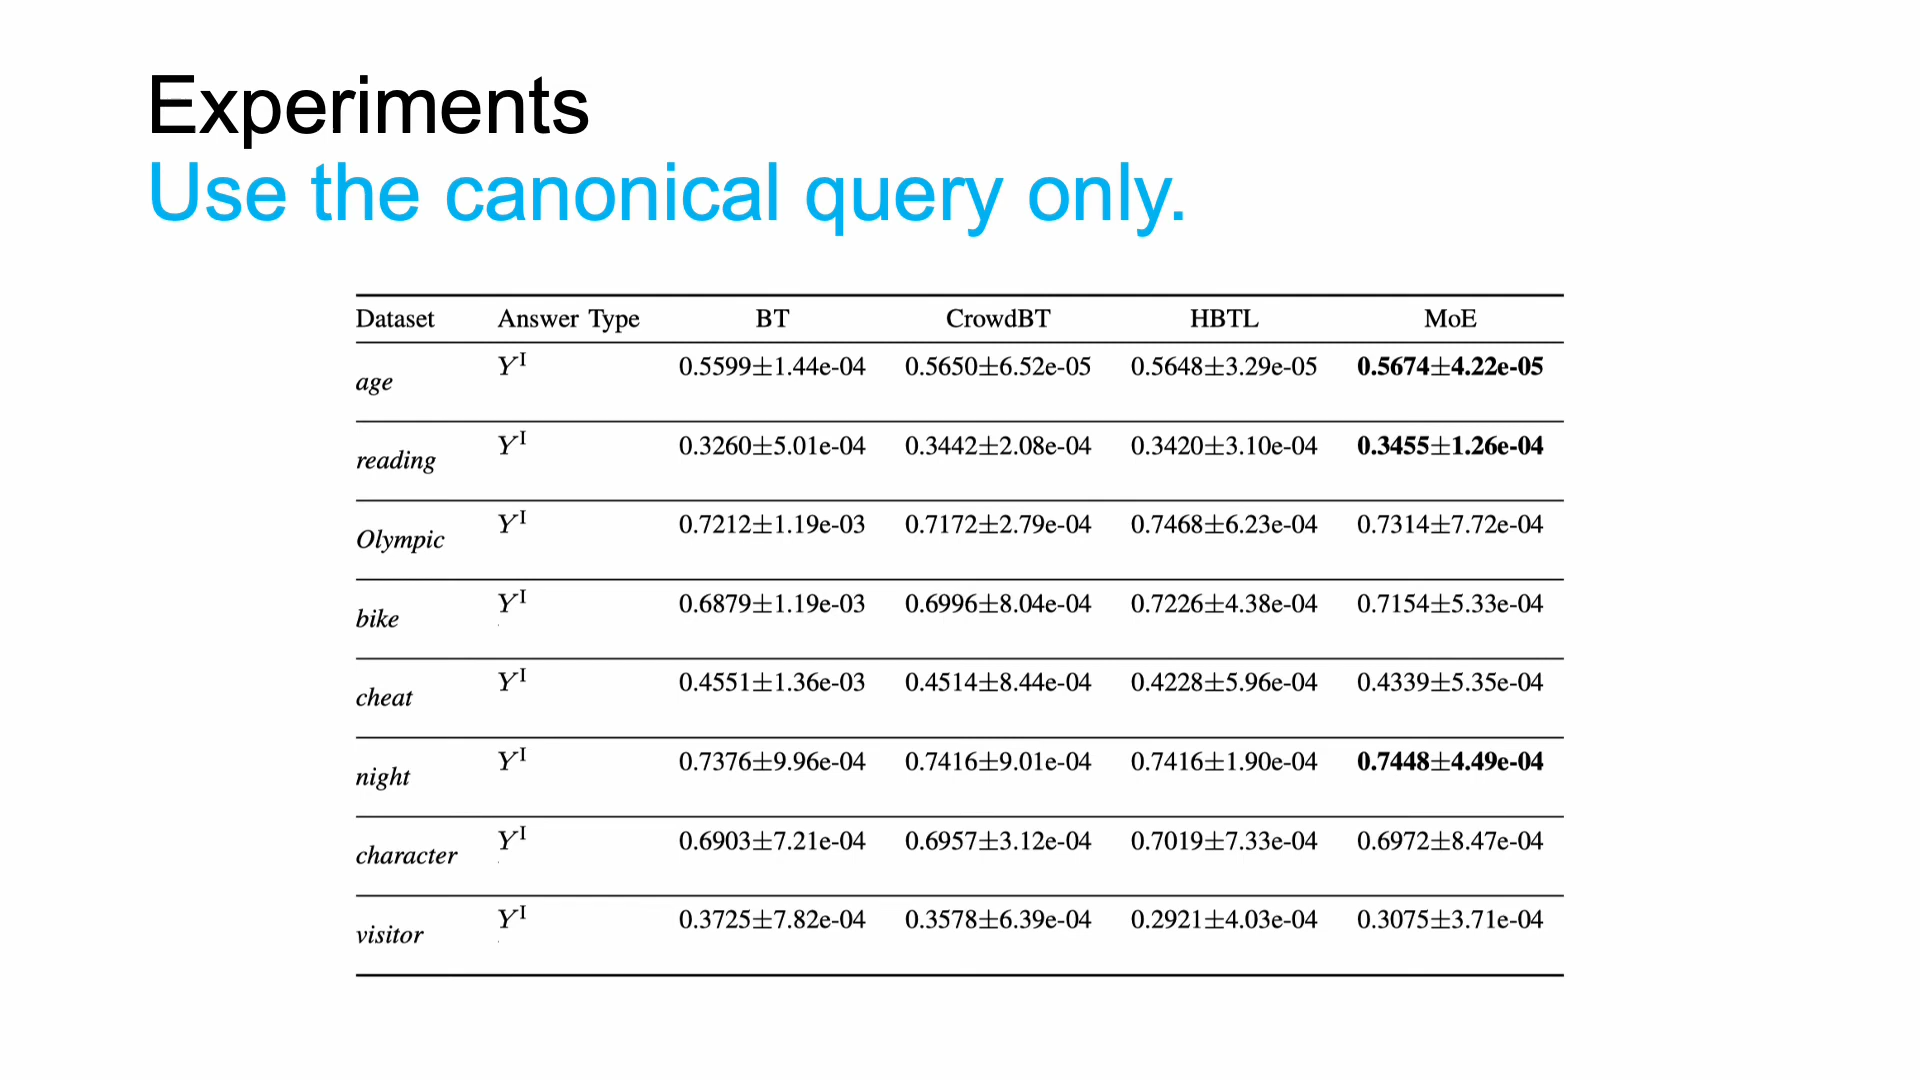 Experiments
Use the canonical query only.
Dataset Answer Type BT CrowdBT HBTL MoE
age Y^I 0.5599±1.44e-04 0.5650±6.52e-05 0.5648±3.29e-05 0.5674±4.22e-05
reading Y^I 0.3260±5.01e-04 0.3442±2.08e-04 0.3420±3.10e-04 0.3455±1.26e-04
Olympic Y^I 0.7212±1.19e-03 0.7172±2.79e-04 0.7468±6.23e-04 0.7314±7.72e-04
bike Y^I 0.6879±1.19e-03 0.6996±8.04e-04 0.7226±4.38e-04 0.7154±5.33e-04
cheat Y^I 0.4551±1.36e-03 0.4514±8.44e-04 0.4228±5.96e-04 0.4339±5.35e-04
night Y^I 0.7376±9.96e-04 0.7416±9.01e-04 0.7416±1.90e-04 0.7448±4.49e-04
character Y^I 0.6903±7.21e-04 0.6957±3.12e-04 0.7019±7.33e-04 0.6972±8.47e-04
visitor Y^I 0.3725±7.82e-04 0.3578±6.39e-04 0.2921±4.03e-04 0.3075±3.71e-04